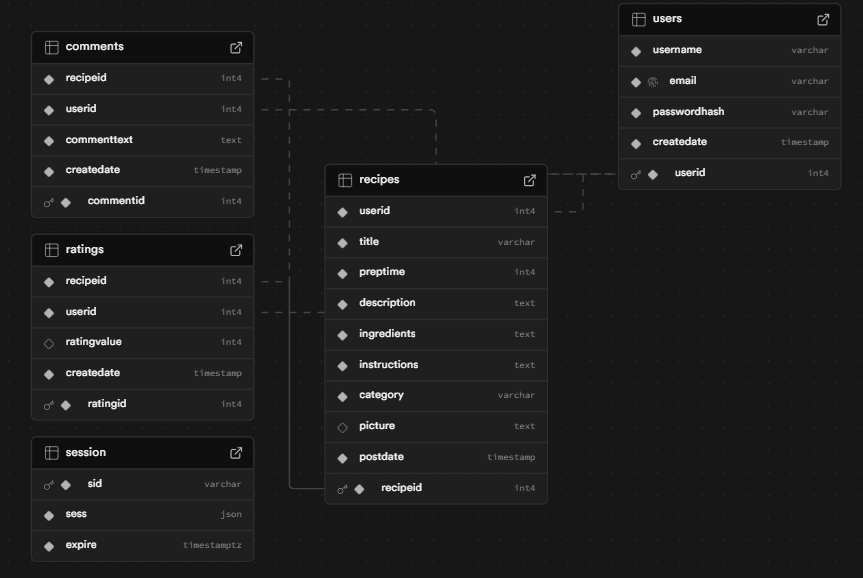 comments
recipeid int4
userid int4
commenttext text
createdate timestamp
commentid int4
ratings
recipeid int4
userid int4
ratingvalue int4
createdate timestamp
ratingid int4
session
sid varchar
sess json
expire timestamptz
recipes
userid int4
title varchar
preptime int4
description text
ingredients text
instructions text
category varchar
picture text
postdate timestamp
recipeid int4
users
username varchar
email varchar
passwordhash varchar
createdate timestamp
userid int4